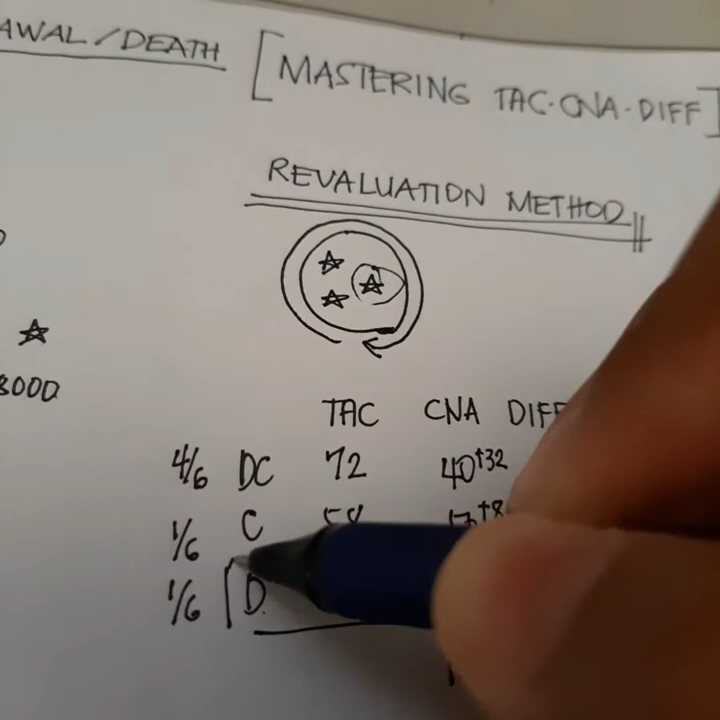 AWAL/DEATH [MASTERING TAC-CNA-DIFF]
REVALUATION METHOD
TAC CNA DIFF
4/6 DC 72 40+32
1/6 C
1/6 D